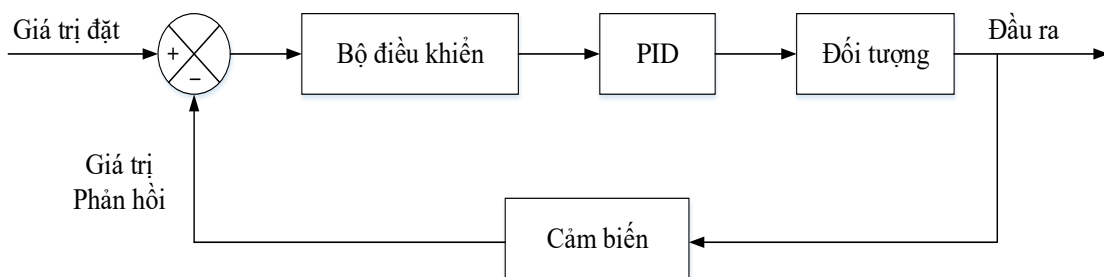 Giá trị đặt
+
−
Bộ điều khiển
PID
Đối tượng
Đầu ra
Giá trị
Phản hồi
Cảm biến